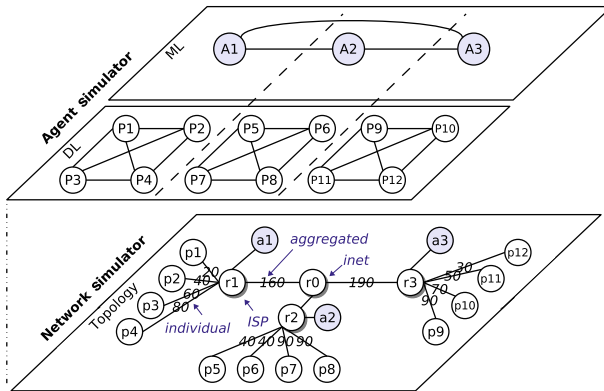 Agent simulator
ML
A1 A2 A3
DL
P1 P2 P5 P6 P9 P10
P3 P4 P7 P8 P11 P12
Network simulator
Topology
p1 a1 aggregated a3 p12
p2 20 40 r1 160 r0 inet 190 r3 30 50 p11
p3 60 80 70 90 p10
p4 individual ISP r2 a2 p9
40 40 90 90
p5 p6 p7 p8